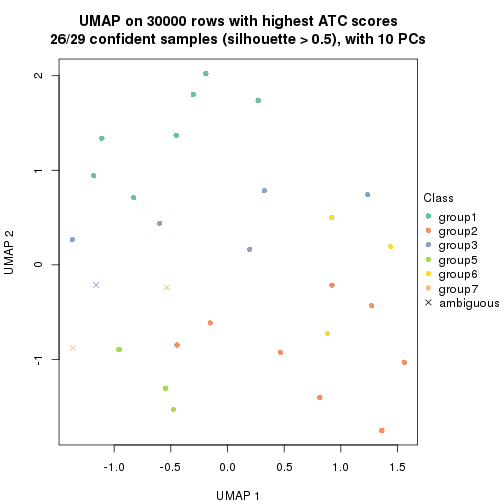 UMAP on 30000 rows with highest ATC scores
26/29 confident samples (silhouette > 0.5), with 10 PCs
2
1
0
-1
UMAP 2
-1.0 -0.5 0.0 0.5 1.0 1.5
UMAP 1
Class
group1
group2
group3
group5
group6
group7
ambiguous